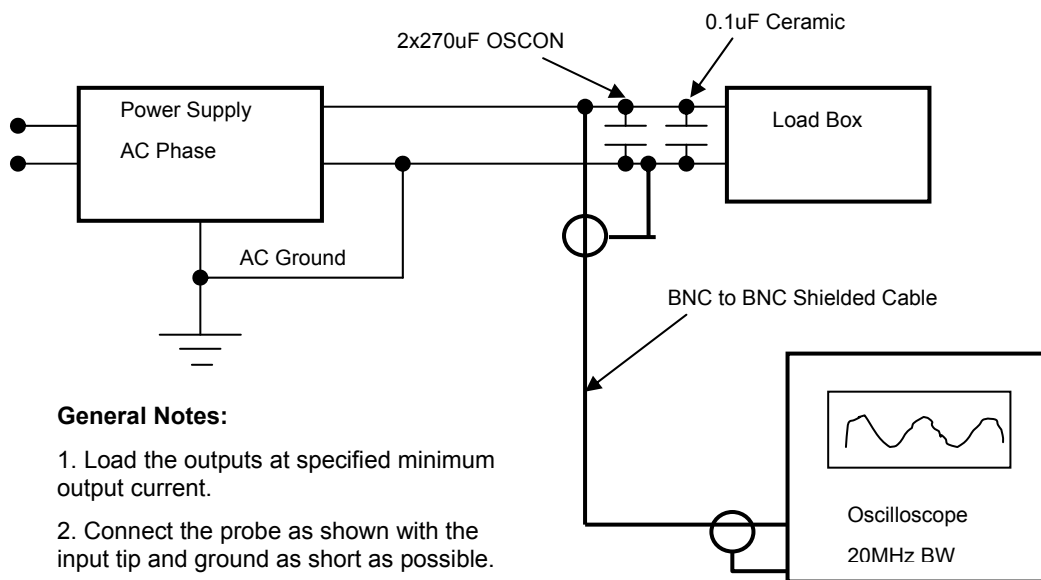 0.1uF Ceramic
2x270uF OSCON
Power Supply
AC Phase
Load Box
AC Ground
BNC to BNC Shielded Cable
General Notes:
1. Load the outputs at specified minimum
output current.
2. Connect the probe as shown with the
input tip and ground as short as possible.
Oscilloscope
20MHz BW